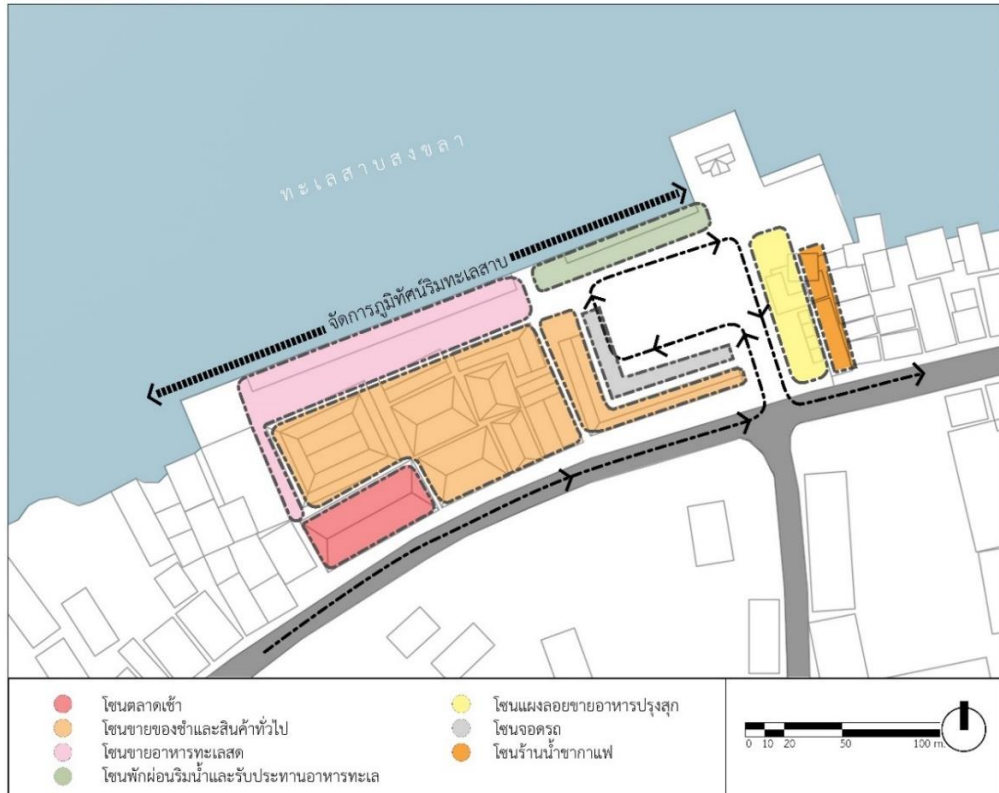 ทะเลสาบสงขลา
จัดการภูมิทัศน์ริมทะเลสาบ
โซนตลาดเช้า
โซนขายของชำและสินค้าทั่วไป
โซนขายอาหารทะเลสด
โซนพักผ่อนริมน้ำและรับประทานอาหารทะเล
โซนแผงลอยขายอาหารปรุงสุก
โซนจอดรถ
โซนร้านน้ำชากาแฟ
0 10 20 50 100 m.